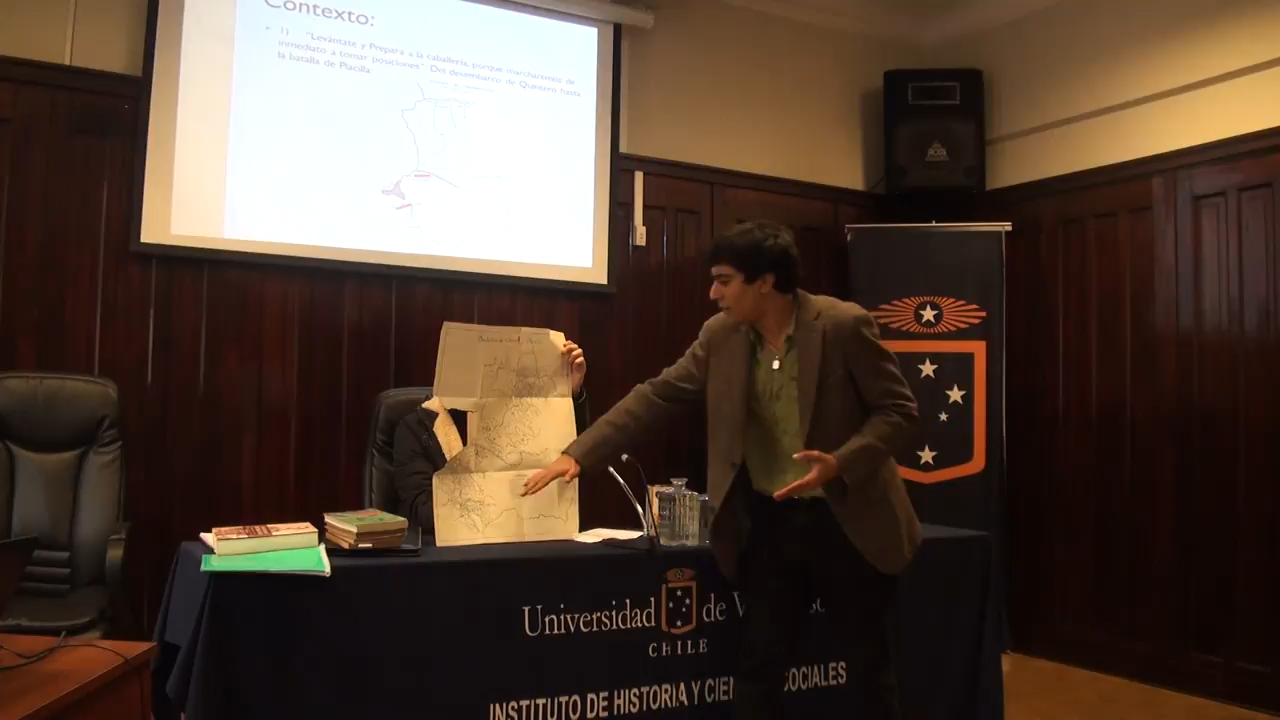 Contexto:
1) "Levántate y Prepara a la caballería, porque marcharemos de
inmediato a tomar posiciones" Del desembarco de Quintero hasta
la batalla de Placilla
Universidad de V
CHILE
INSTITUTO DE HISTORIA Y CIEN SOCIALES